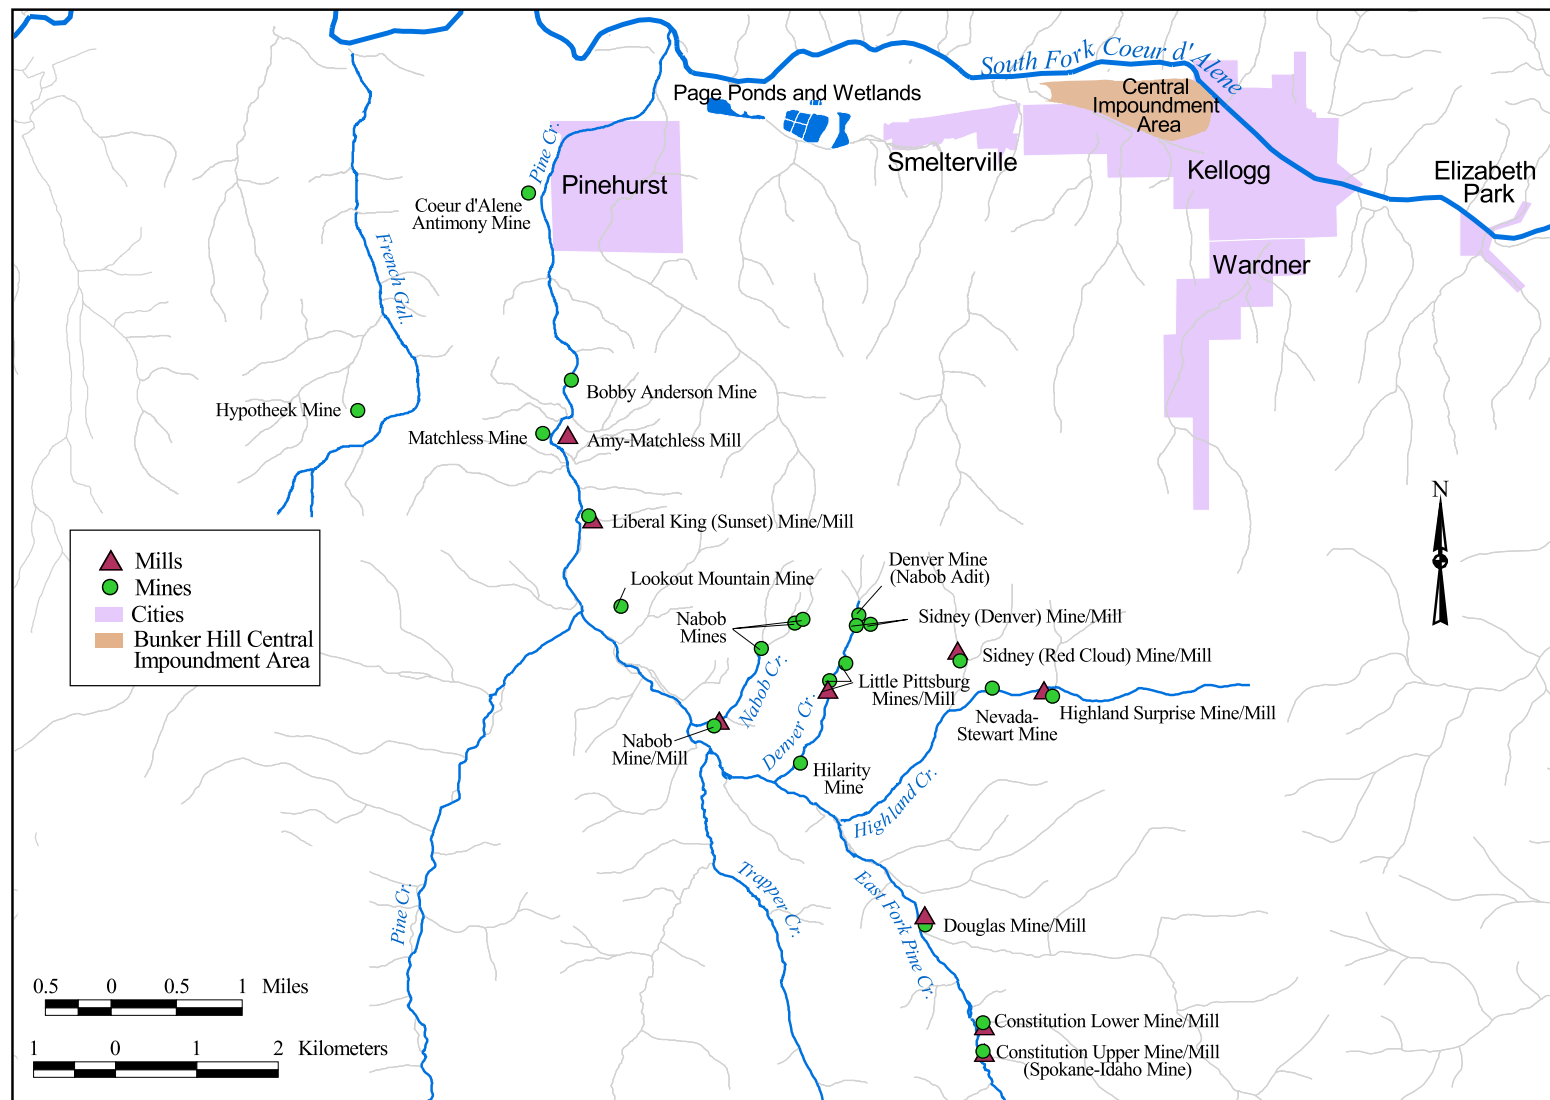 South Fork Coeur d'Alene
Page Ponds and Wetlands
Central
Impoundment
Area
Smelterville
Kellogg
Elizabeth
Park
Pine Cr.
Pinehurst
Coeur d'Alene
Antimony Mine
French Gul.
Wardner
Bobby Anderson Mine
Hypotheek Mine
Matchless Mine
Amy-Matchless Mill
N
Liberal King (Sunset) Mine/Mill
Mills
Mines
Cities
Bunker Hill Central
Impoundment Area
Lookout Mountain Mine
Denver Mine
(Nabob Adit)
Nabob
Mines
Sidney (Denver) Mine/Mill
Sidney (Red Cloud) Mine/Mill
Nabob Cr.
Little Pittsburg
Mines/Mill
Denver Cr.
Nevada-
Stewart Mine
Highland Surprise Mine/Mill
Nabob
Mine/Mill
Hilarity
Mine
Highland Cr.
Trapper Cr.
East Fork Pine Cr.
Pine Cr.
Douglas Mine/Mill
0.5 0 0.5 1 Miles
1 0 1 2 Kilometers
Constitution Lower Mine/Mill
Constitution Upper Mine/Mill
(Spokane-Idaho Mine)